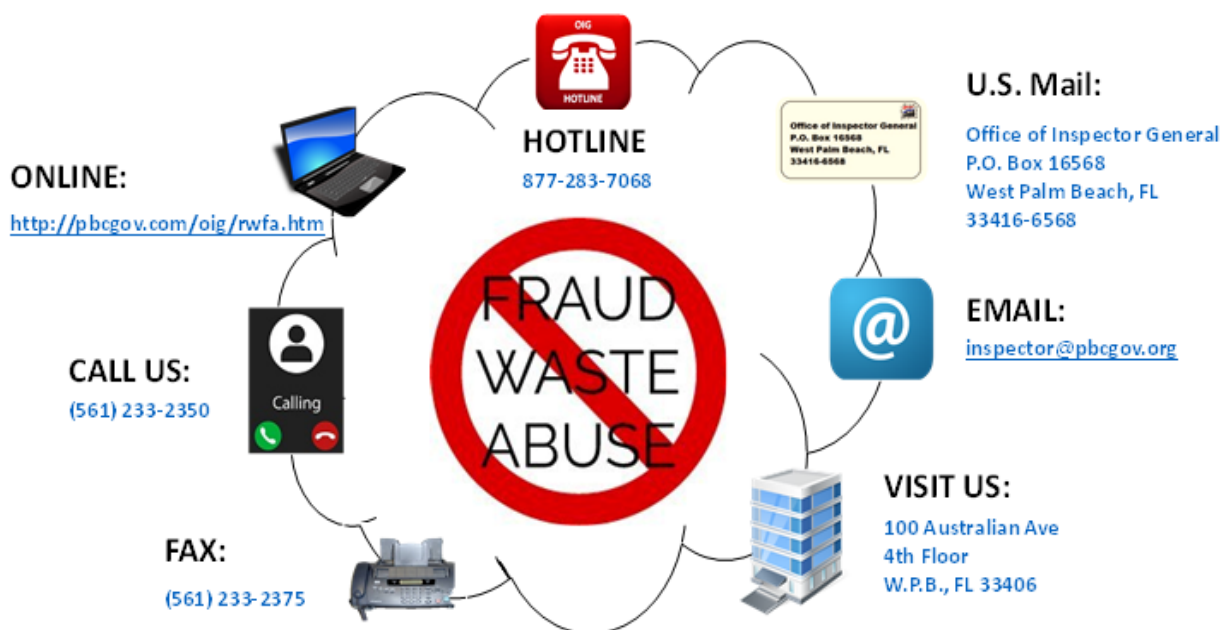 OIG
HOTLINE
HOTLINE
877-283-7068
U.S. Mail:
Office of Inspector General
P.O. Box 16568
West Palm Beach, FL
33416-6568
Office of Inspector General
P.O. Box 16568
West Palm Beach, FL
33416-6568
ONLINE:
http://pbcgov.com/oig/rwfa.htm
FRAUD
WASTE
ABUSE
@
EMAIL:
inspector@pbcgov.org
CALL US:
(561) 233-2350
Calling
VISIT US:
100 Australian Ave
4th Floor
W.P.B., FL 33406
FAX:
(561) 233-2375